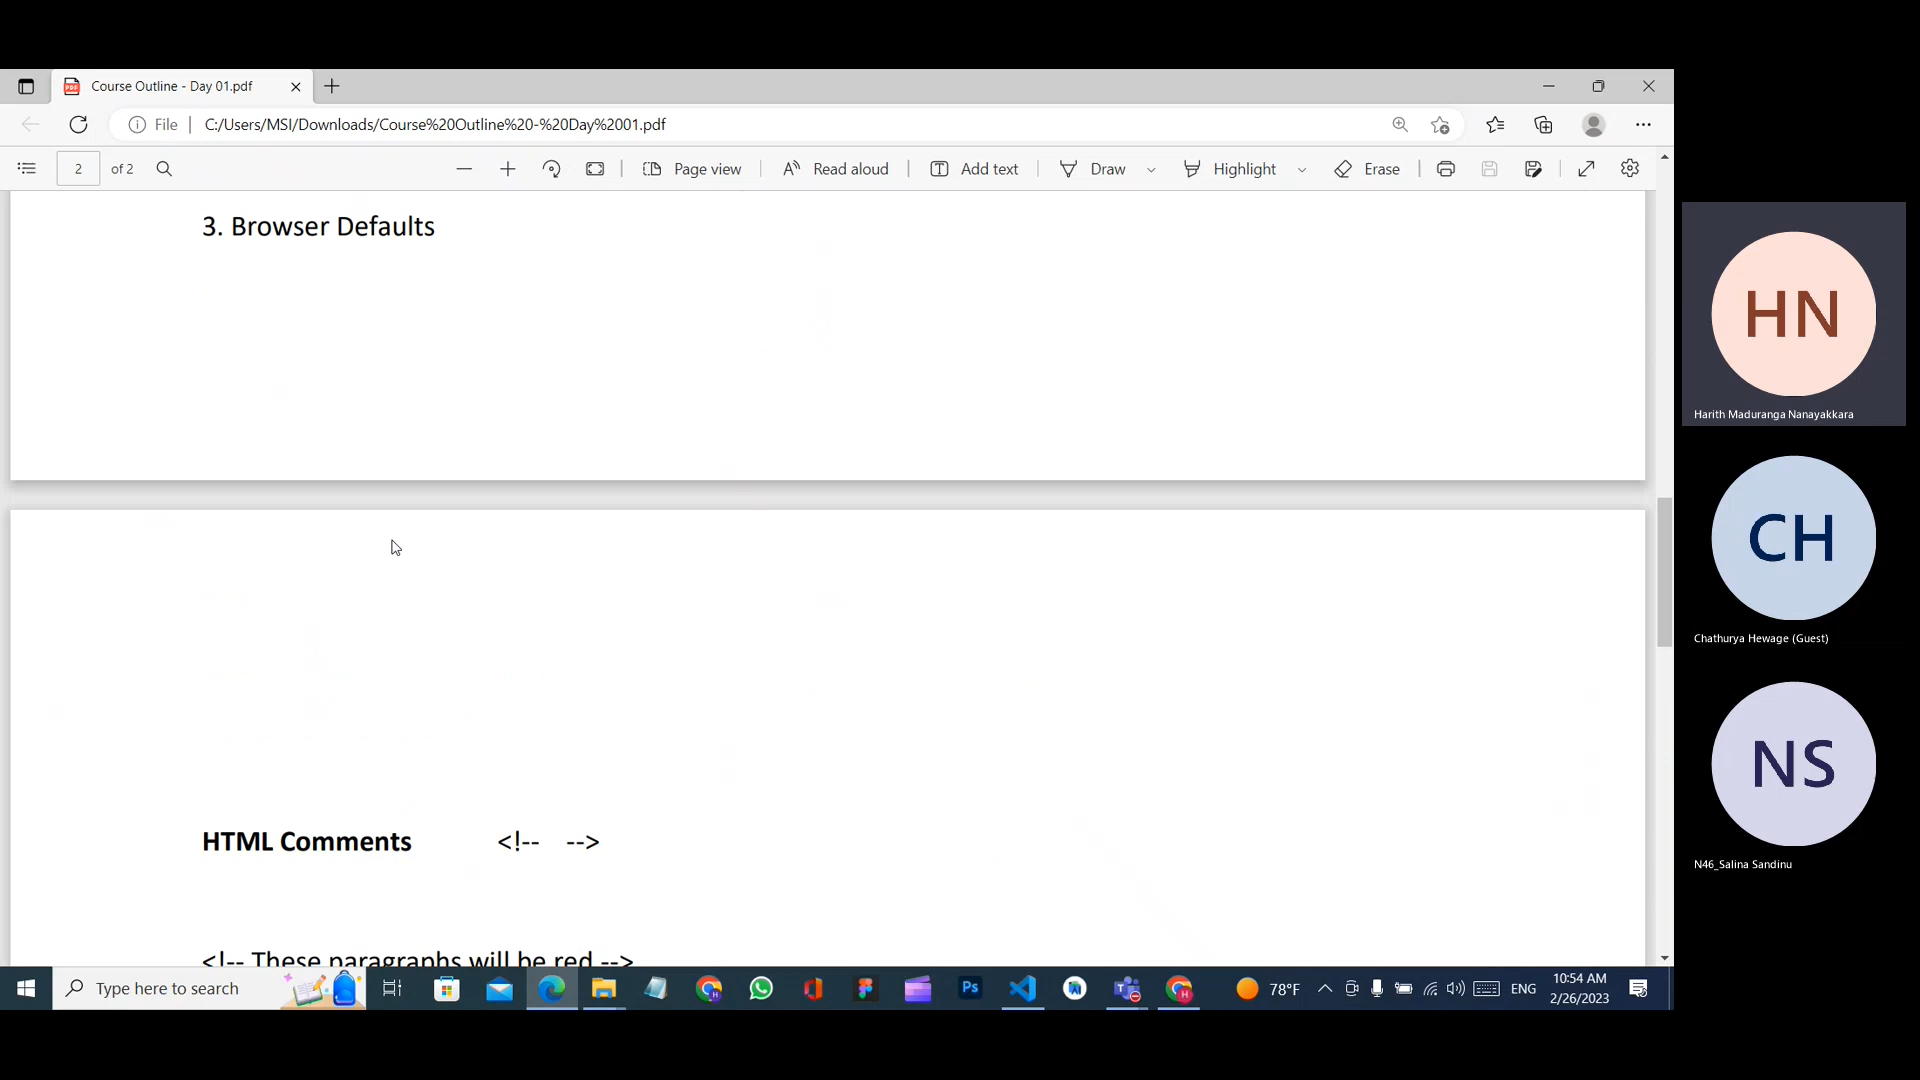 Course Outline - Day 01.pdf
File
C:/Users/MSI/Downloads/Course%20Outline%20-%20Day%2001.pdf
2 of 2
Page view
Read aloud
Add text
Draw
Highlight
Erase
3. Browser Defaults
HTML Comments <!-- -->
<!-- These paragraphs will be red -->
HN
Harith Maduranga Nanayakkara
CH
Chathurya Hewage (Guest)
NS
N46_Salina Sandinu
Type here to search
Ps
78°F
ENG
10:54 AM
2/26/2023